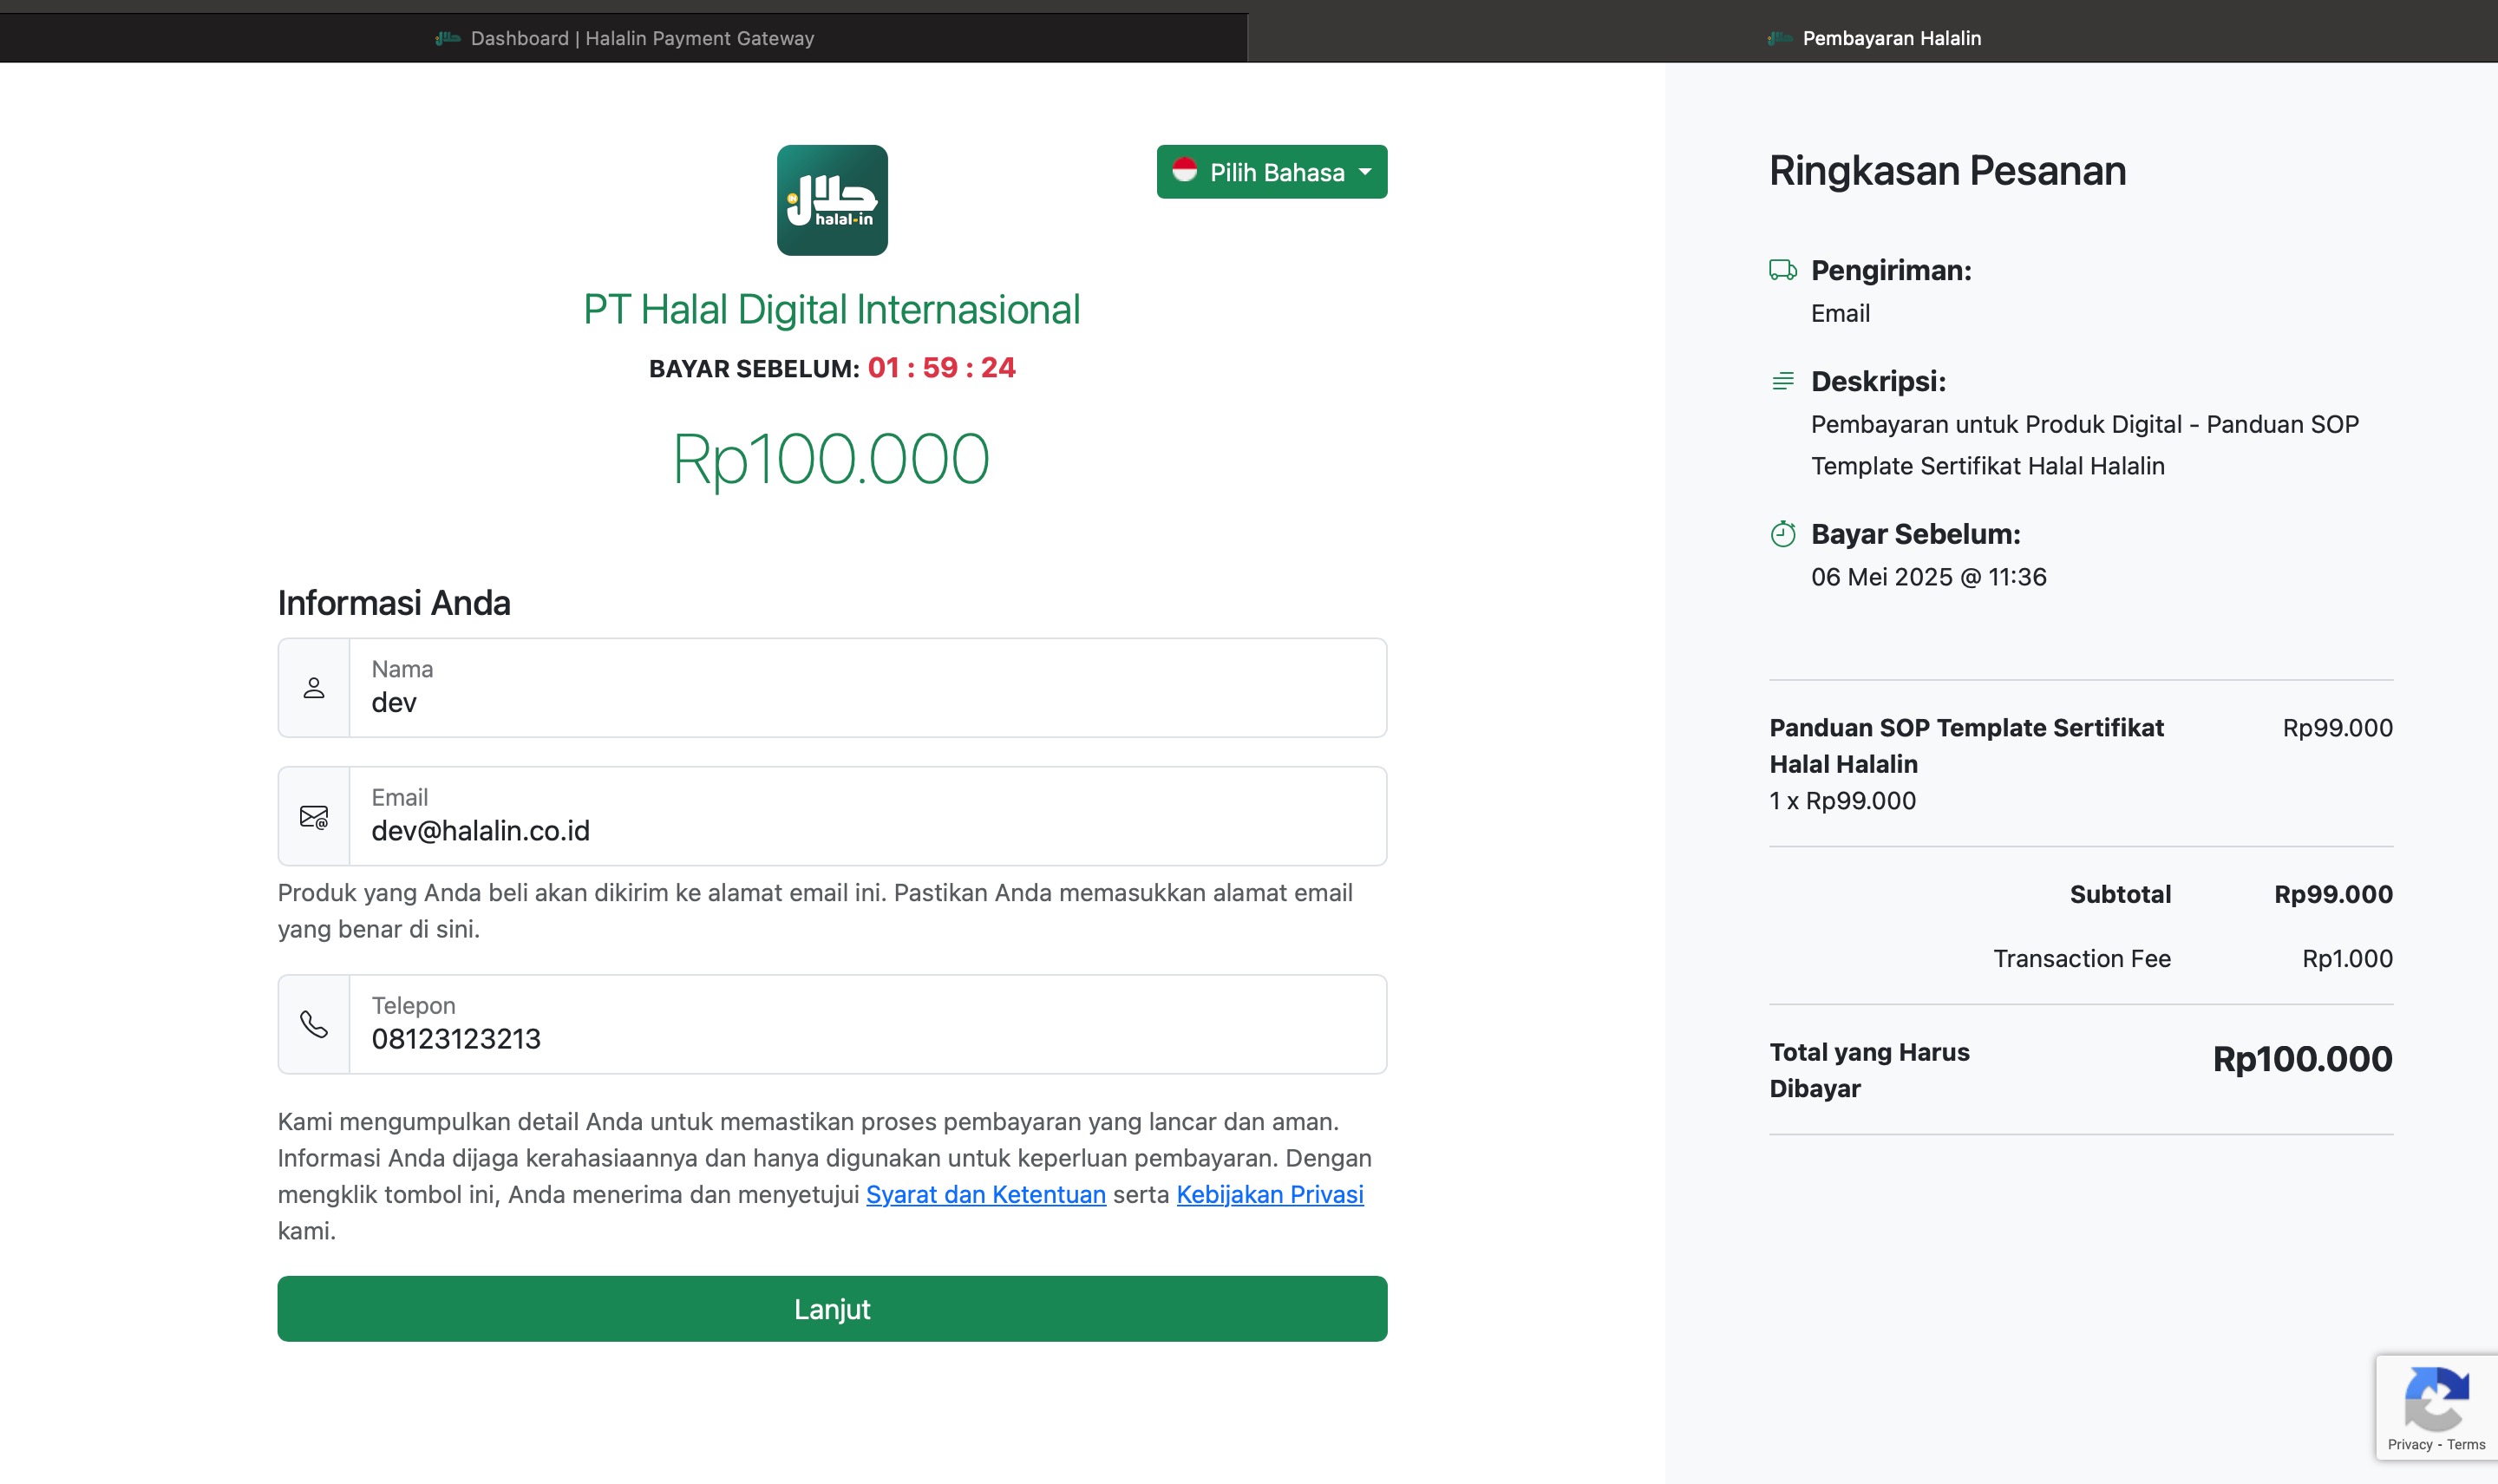 Dashboard | Halalin Payment Gateway
Pembayaran Halalin
حلال
IN
halal-in
Pilih Bahasa
PT Halal Digital Internasional
BAYAR SEBELUM: 01 : 59 : 24
Rp100.000
Informasi Anda
Nama
dev
Email
dev@halalin.co.id
Produk yang Anda beli akan dikirim ke alamat email ini. Pastikan Anda memasukkan alamat email
yang benar di sini.
Telepon
08123123213
Kami mengumpulkan detail Anda untuk memastikan proses pembayaran yang lancar dan aman.
Informasi Anda dijaga kerahasiaannya dan hanya digunakan untuk keperluan pembayaran. Dengan
mengklik tombol ini, Anda menerima dan menyetujui Syarat dan Ketentuan serta Kebijakan Privasi
kami.
Lanjut
Ringkasan Pesanan
Pengiriman:
Email
Deskripsi:
Pembayaran untuk Produk Digital - Panduan SOP
Template Sertifikat Halal Halalin
Bayar Sebelum:
06 Mei 2025 @ 11:36
Panduan SOP Template Sertifikat Rp99.000
Halal Halalin
1 x Rp99.000
Subtotal Rp99.000
Transaction Fee Rp1.000
Total yang Harus Rp100.000
Dibayar
Privacy - Terms